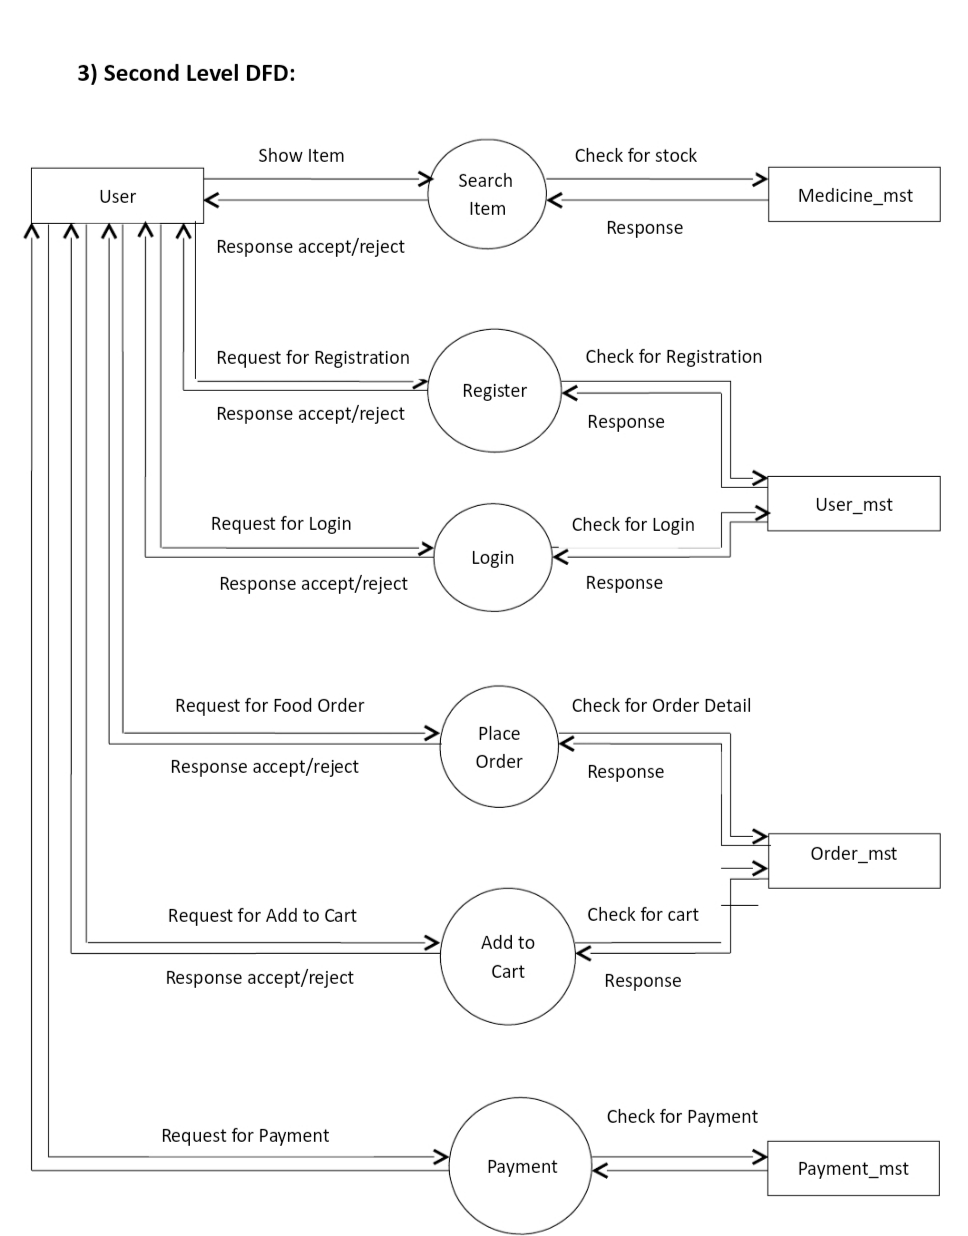 3) Second Level DFD:
Show Item
Check for stock
User
Search
Item
Medicine_mst
Response accept/reject
Response
Request for Registration
Check for Registration
Register
Response accept/reject
Response
User_mst
Request for Login
Check for Login
Login
Response accept/reject
Response
Request for Food Order
Check for Order Detail
Place
Order
Response accept/reject
Response
Order_mst
Request for Add to Cart
Check for cart
Add to
Cart
Response accept/reject
Response
Check for Payment
Request for Payment
Payment
Payment_mst